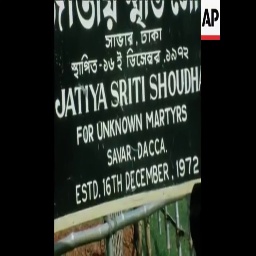 AP
জাতীয় স্মৃতি
সাভার, ঢাকা
স্থাপিত-১৬ই ডিসেম্বর,১৯৭২
JATIYA SRITI SHOUDHA
FOR UNKNOWN MARTYRS
SAVAR, DACCA.
ESTD. 16TH DECEMBER, 1972